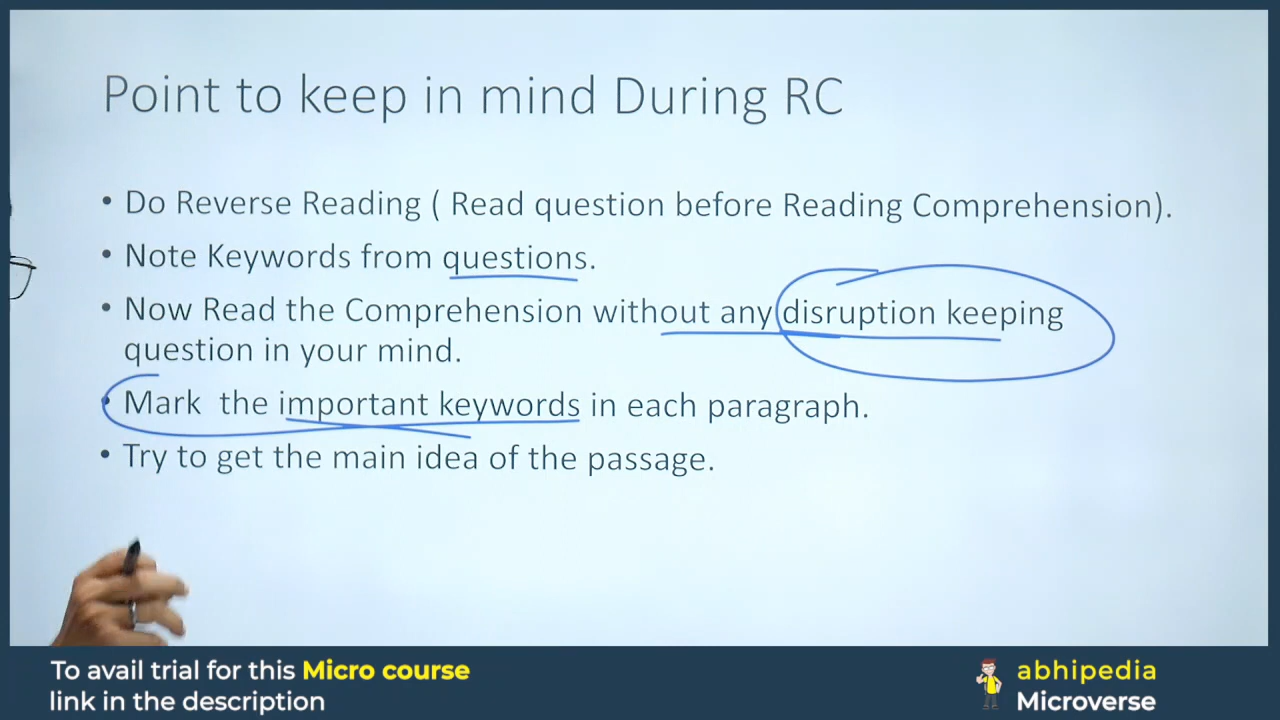 Point to keep in mind During RC
• Do Reverse Reading ( Read question before Reading Comprehension).
• Note Keywords from questions.
• Now Read the Comprehension without any disruption keeping
question in your mind.
• Mark the important keywords in each paragraph.
• Try to get the main idea of the passage.
To avail trial for this Micro course
link in the description
abhipedia
Microverse